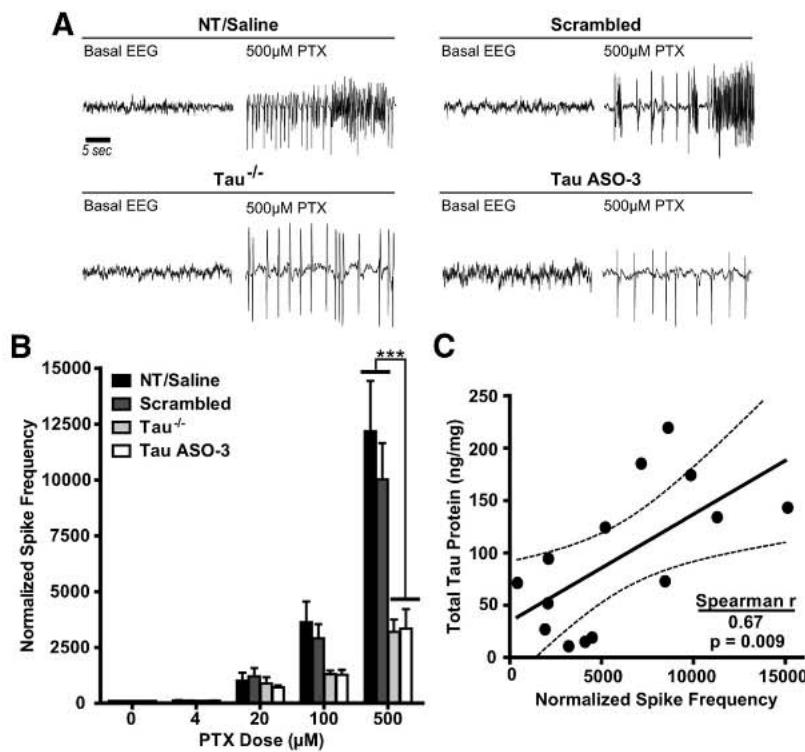 A
NT/Saline
Basal EEG 500μM PTX
5 sec
Scrambled
Basal EEG 500μM PTX
Tau-/-
Basal EEG 500μM PTX
Tau ASO-3
Basal EEG 500μM PTX
B
Normalized Spike Frequency
15000
12500
10000
7500
5000
2500
0
NT/Saline
Scrambled
Tau-/-
Tau ASO-3
***
0 4 20 100 500
PTX Dose (μM)
C
Total Tau Protein (ng/mg)
250
200
150
100
50
0
Spearman r
0.67
p = 0.009
0 5000 10000 15000
Normalized Spike Frequency